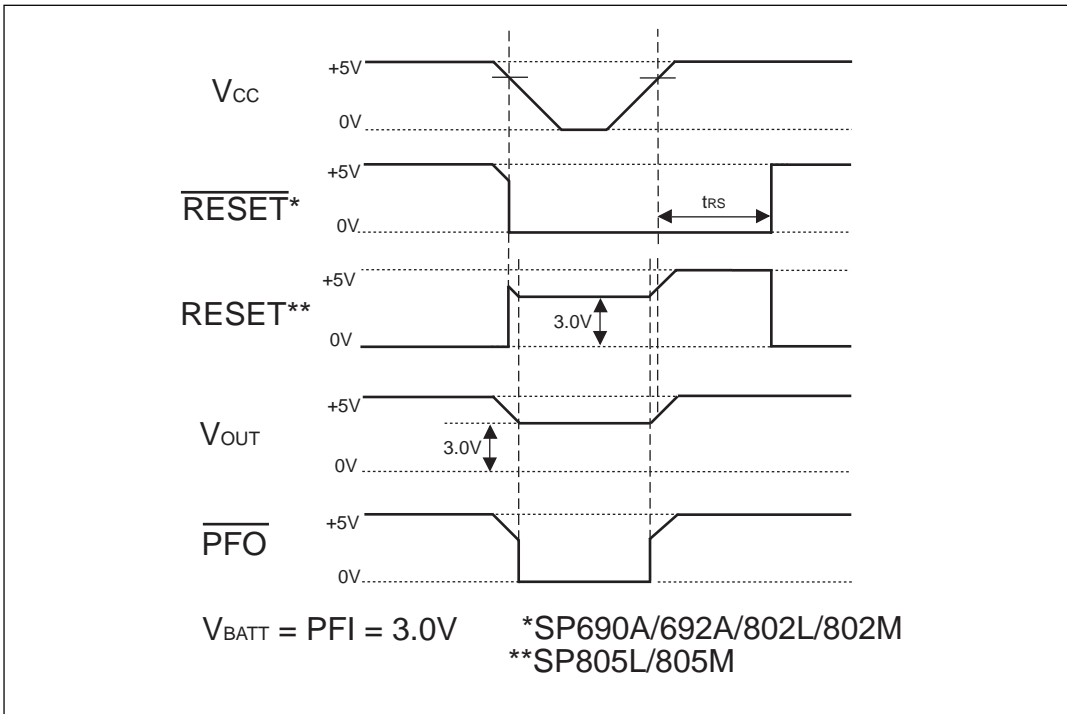 +5V
VCC
0V
+5V
RESET*
tRS
0V
+5V
RESET**
3.0V
0V
+5V
VOUT
3.0V
0V
+5V
PFO
0V
VBATT = PFI = 3.0V
*SP690A/692A/802L/802M
**SP805L/805M